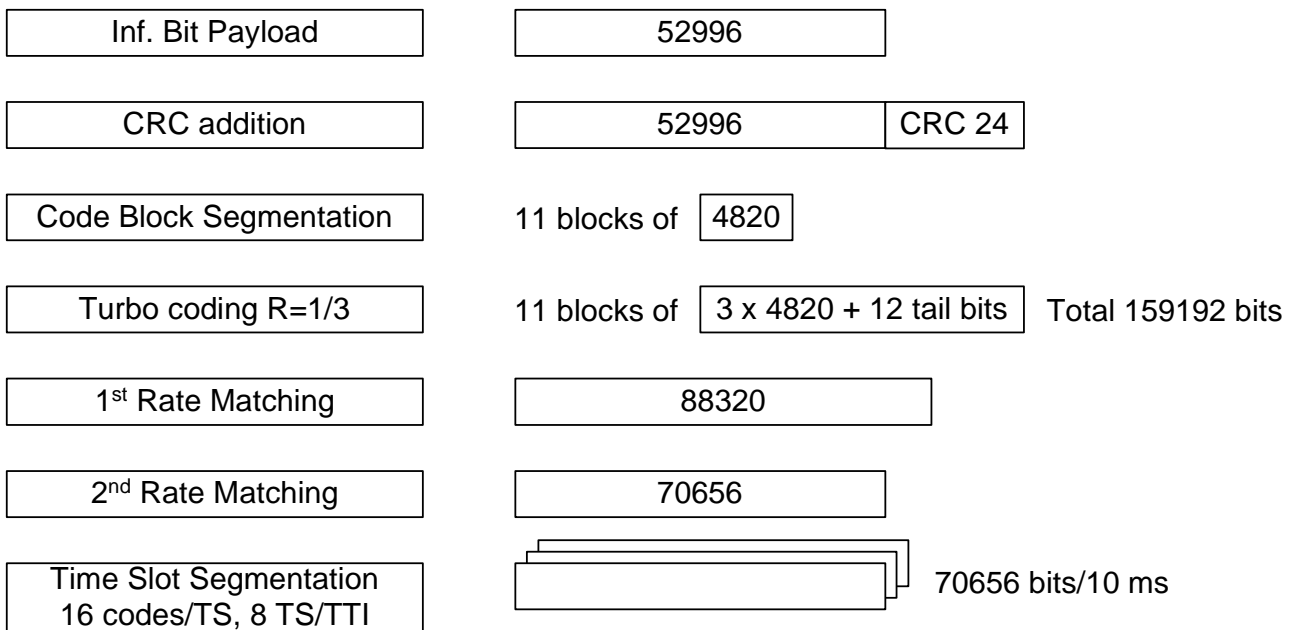 Inf. Bit Payload 52996
CRC addition 52996 CRC 24
Code Block Segmentation 11 blocks of 4820
Turbo coding R=1/3 11 blocks of 3 x 4820 + 12 tail bits Total 159192 bits
1st Rate Matching 88320
2nd Rate Matching 70656
Time Slot Segmentation
16 codes/TS, 8 TS/TTI
70656 bits/10 ms